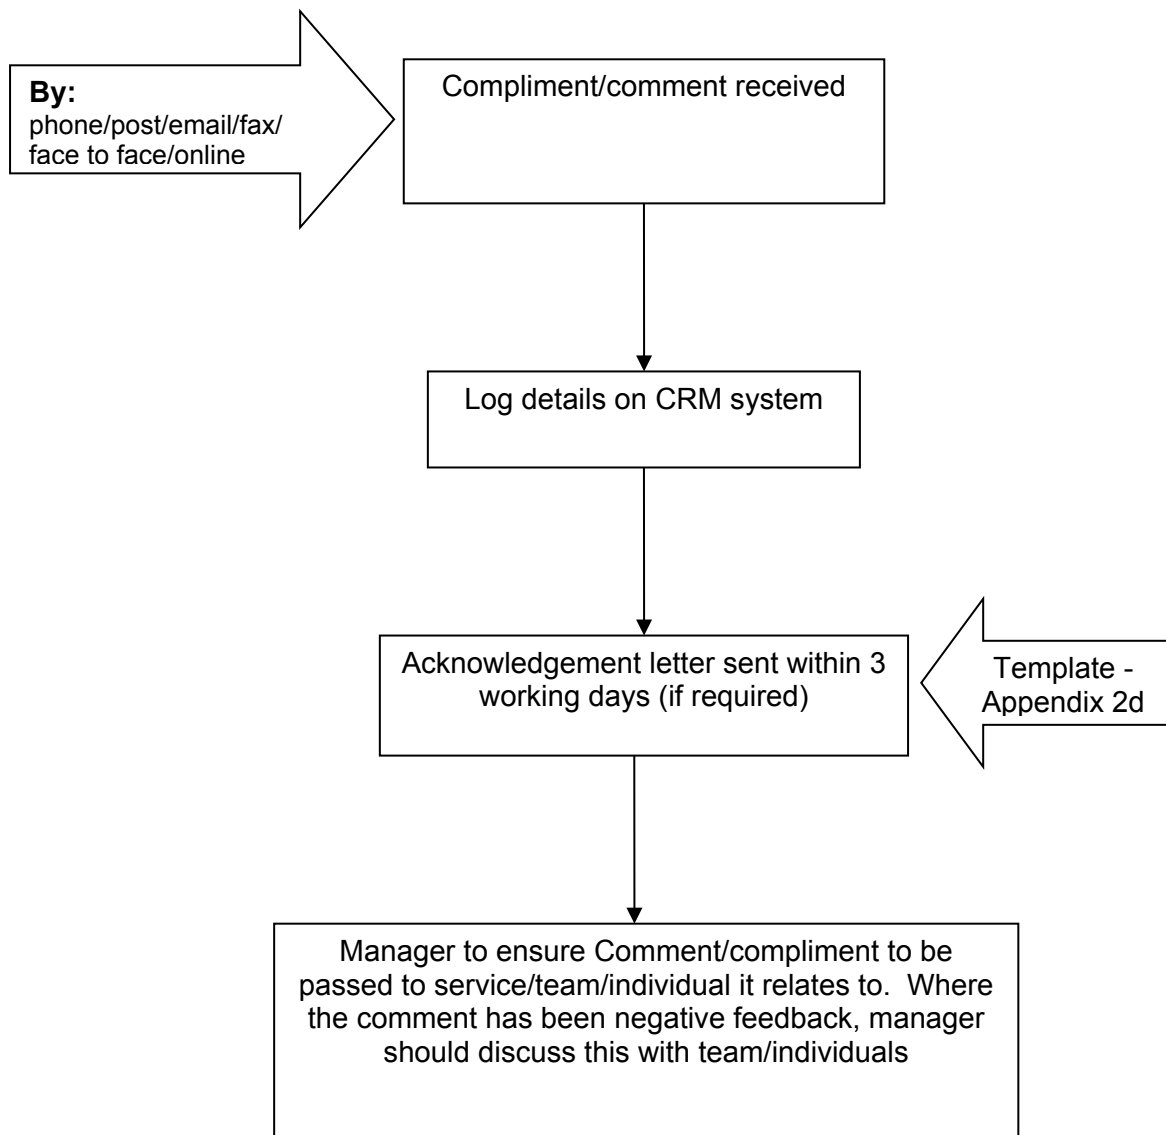 By:
phone/post/email/fax/
face to face/online
Compliment/comment received
Log details on CRM system
Acknowledgement letter sent within 3
working days (if required)
Template -
Appendix 2d
Manager to ensure Comment/compliment to be
passed to service/team/individual it relates to.  Where
the comment has been negative feedback, manager
should discuss this with team/individuals